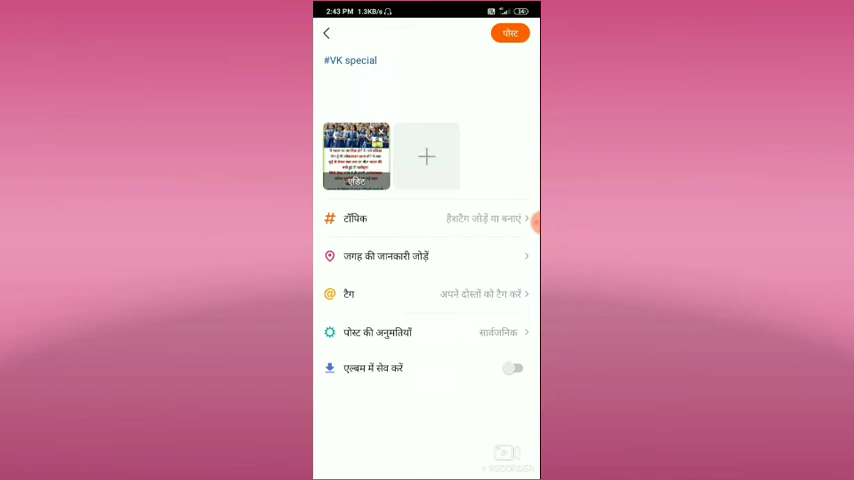 2:43 PM 1.3KB/s
पोस्ट
#VK special
एडिट
# टॉपिक हैशटैग जोड़ें या बनाएं >
जगह की जानकारी जोड़ें >
@ टैग अपने दोस्तों को टैग करें >
पोस्ट की अनुमतियाँ सार्वजनिक >
एल्बम में सेव करें